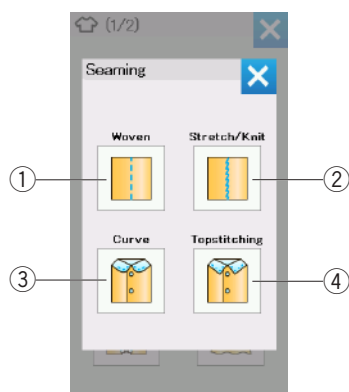 (1/2)
Seaming
Woven
Stretch/Knit
①
②
Curve
Topstitching
③
④